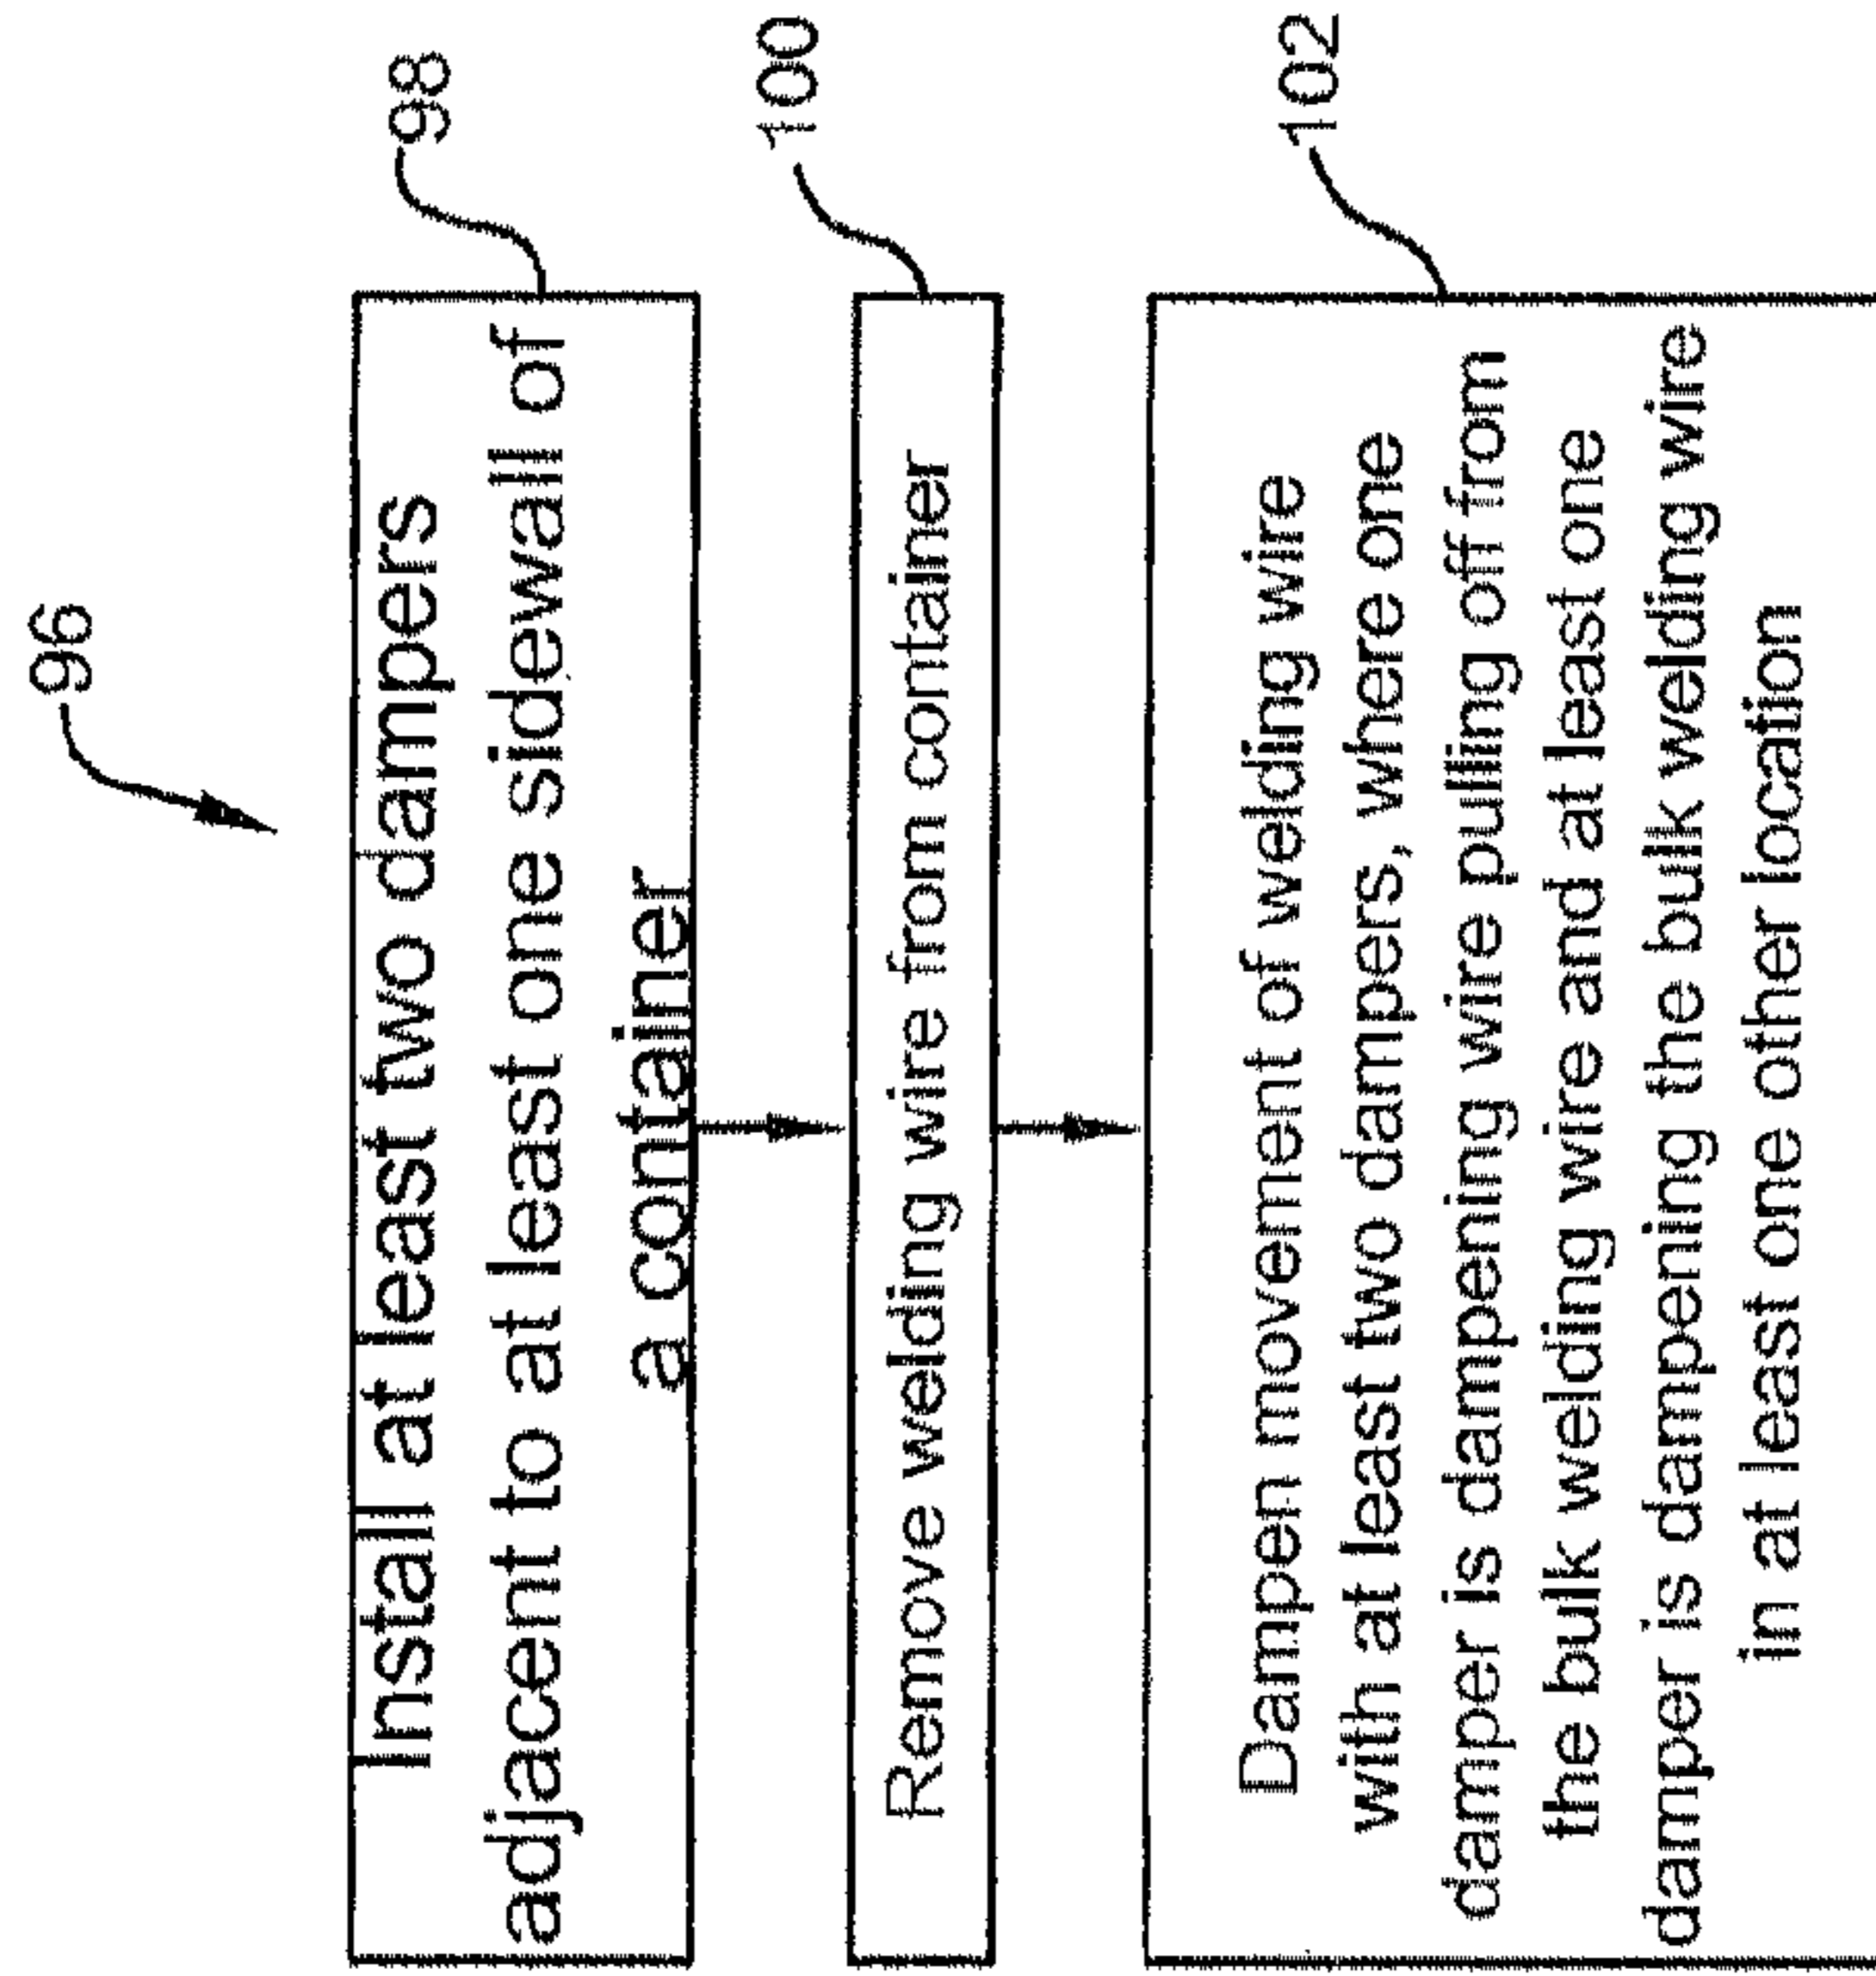 96
98
Install at least two dampers
adjacent to at least one sidewall of
a container
100
Remove welding wire from container
102
Dampen movement of welding wire
with at least two dampers, where one
damper is dampening wire pulling off from
the bulk welding wire and at least one
damper is dampening the bulk welding wire
in at least one other location